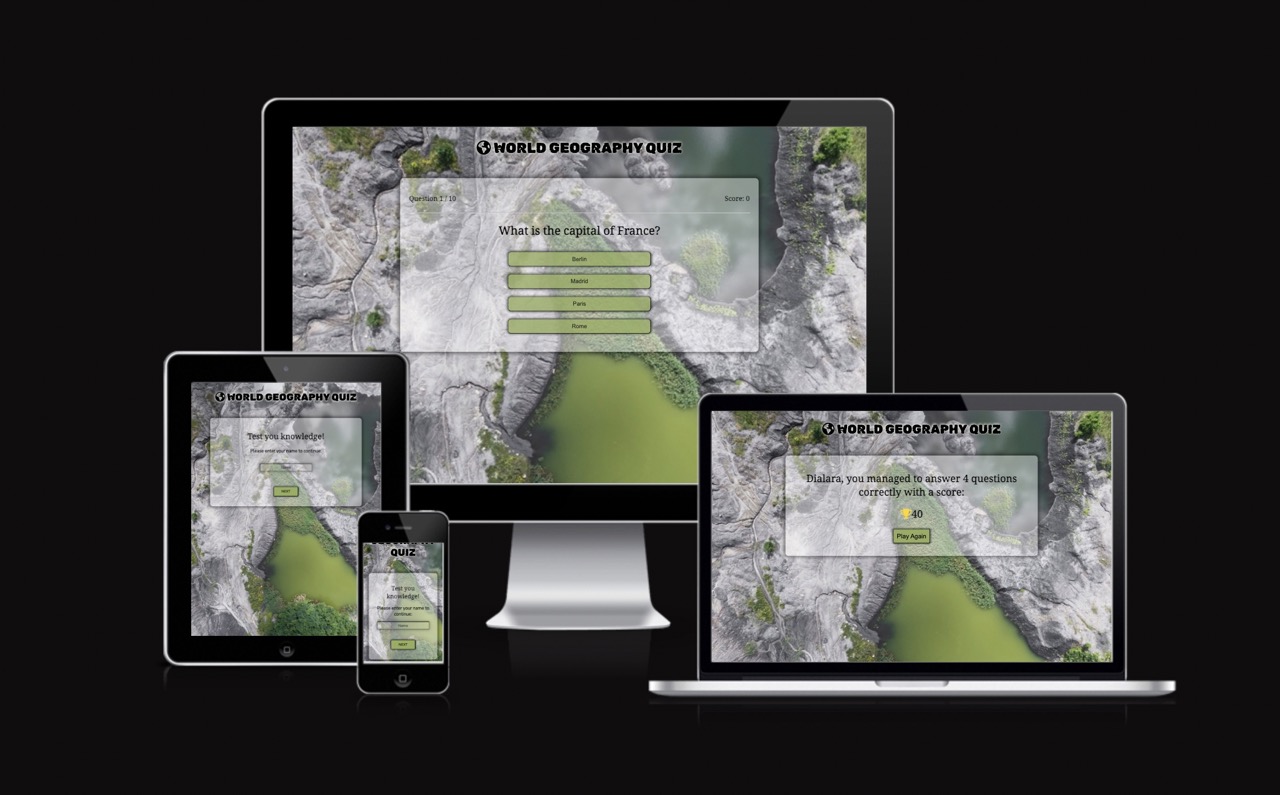 WORLD GEOGRAPHY QUIZ
Question 1 / 10
Score: 0
What is the capital of France?
Berlin
Madrid
Paris
Rome
WORLD GEOGRAPHY QUIZ
Test you knowledge!
Please enter your name to continue:
NEXT
QUIZ
Test you
knowledge!
Please enter your name to
continue:
NEXT
WORLD GEOGRAPHY QUIZ
Dialara, you managed to answer 4 questions
correctly with a score:
40
Play Again